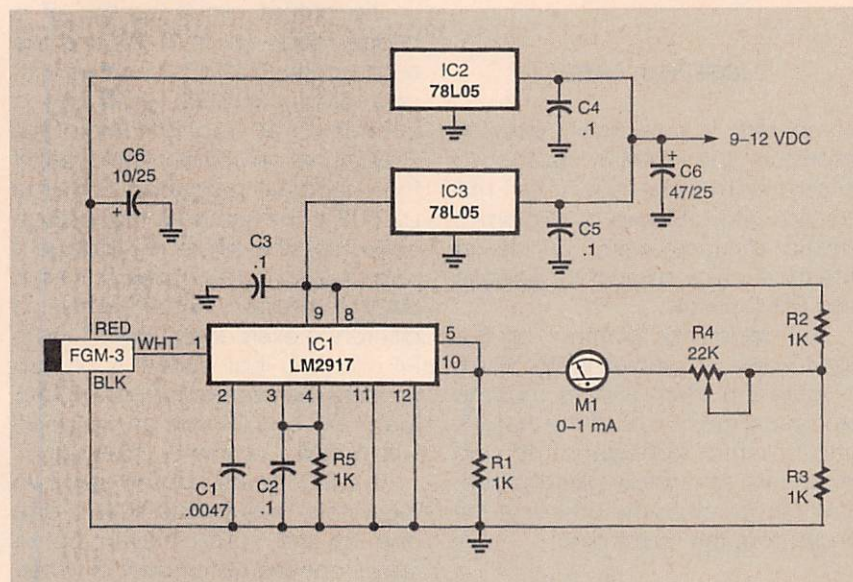 IC2
78L05
C4
.1
9–12 VDC
C6
10/25
+
+
C6
47/25
IC3
78L05
C5
.1
C3
.1
RED
WHT
FGM-3
BLK
1
9
8
IC1
LM2917
5
10
2
3
4
11
12
R4
22K
R2
1K
M1
0–1 mA
C1
.0047
C2
.1
R5
1K
R1
1K
R3
1K